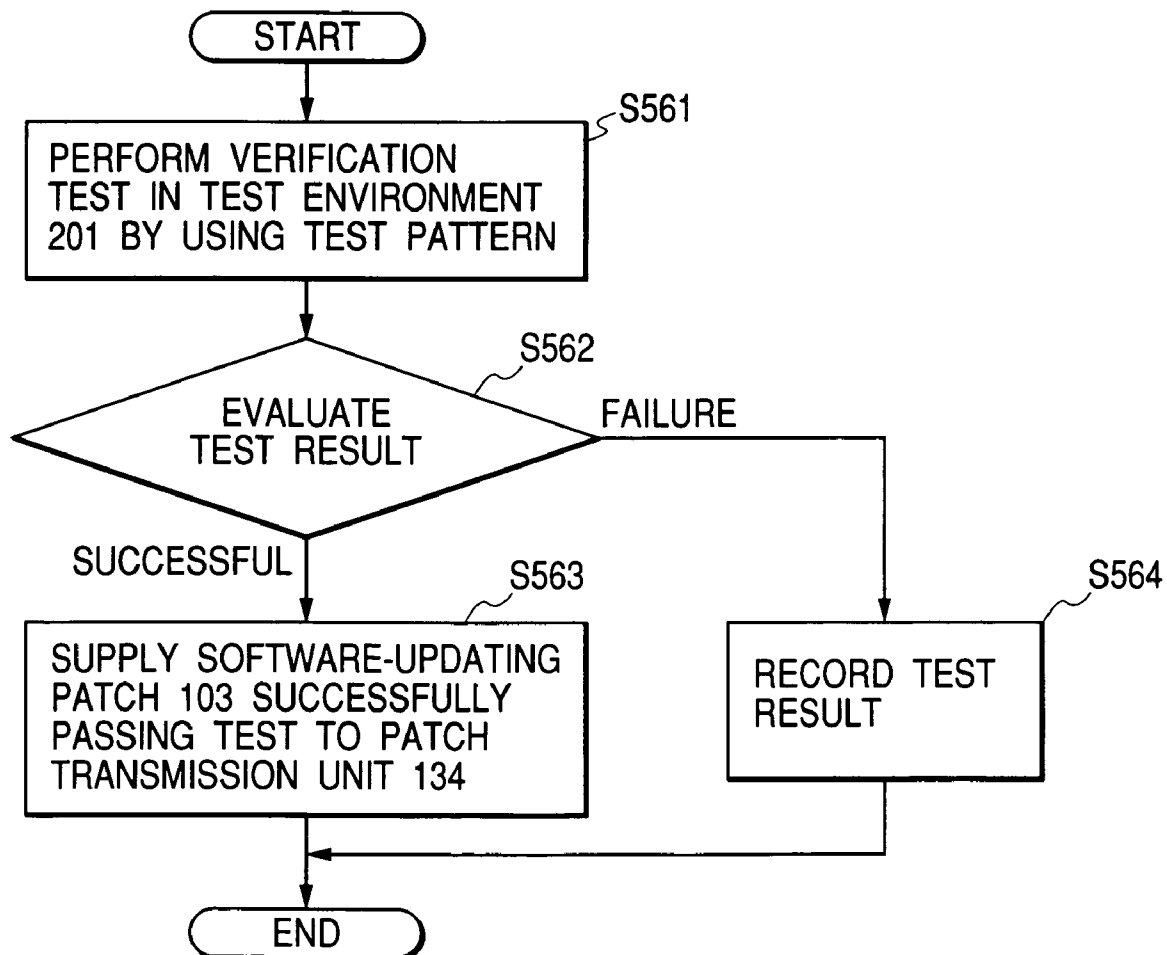 START
S561
PERFORM VERIFICATION
TEST IN TEST ENVIRONMENT
201 BY USING TEST PATTERN
S562
EVALUATE
TEST RESULT
FAILURE
SUCCESSFUL
S563
SUPPLY SOFTWARE-UPDATING
PATCH 103 SUCCESSFULLY
PASSING TEST TO PATCH
TRANSMISSION UNIT 134
S564
RECORD TEST
RESULT
END